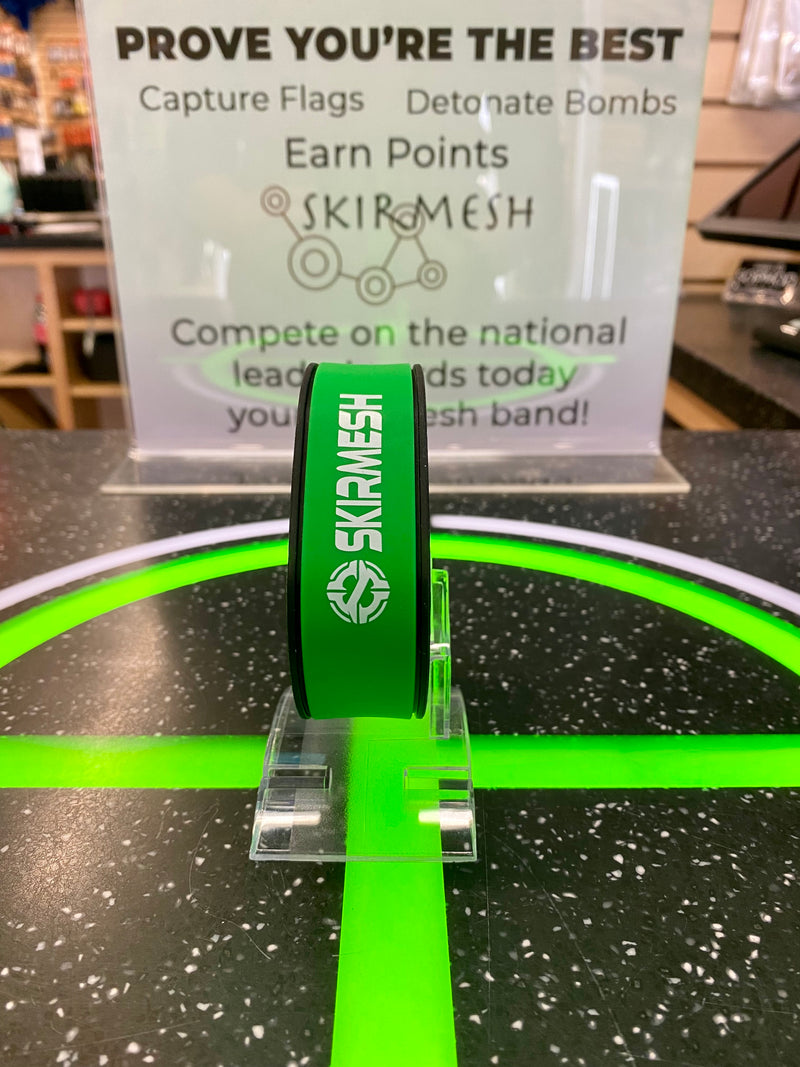 PROVE YOU'RE THE BEST
Capture Flags Detonate Bombs
Earn Points
SKIRMESH
Compete on the national
today
band!
SKIRMESH